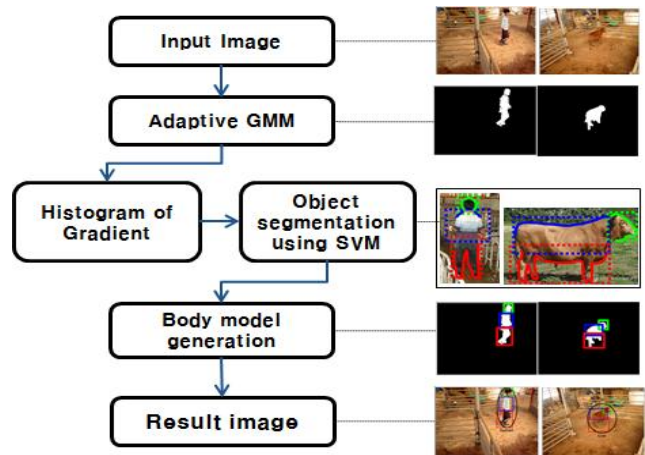 Input Image
Adaptive GMM
Histogram of
Gradient
Object
segmentation
using SVM
Body model
generation
Result image